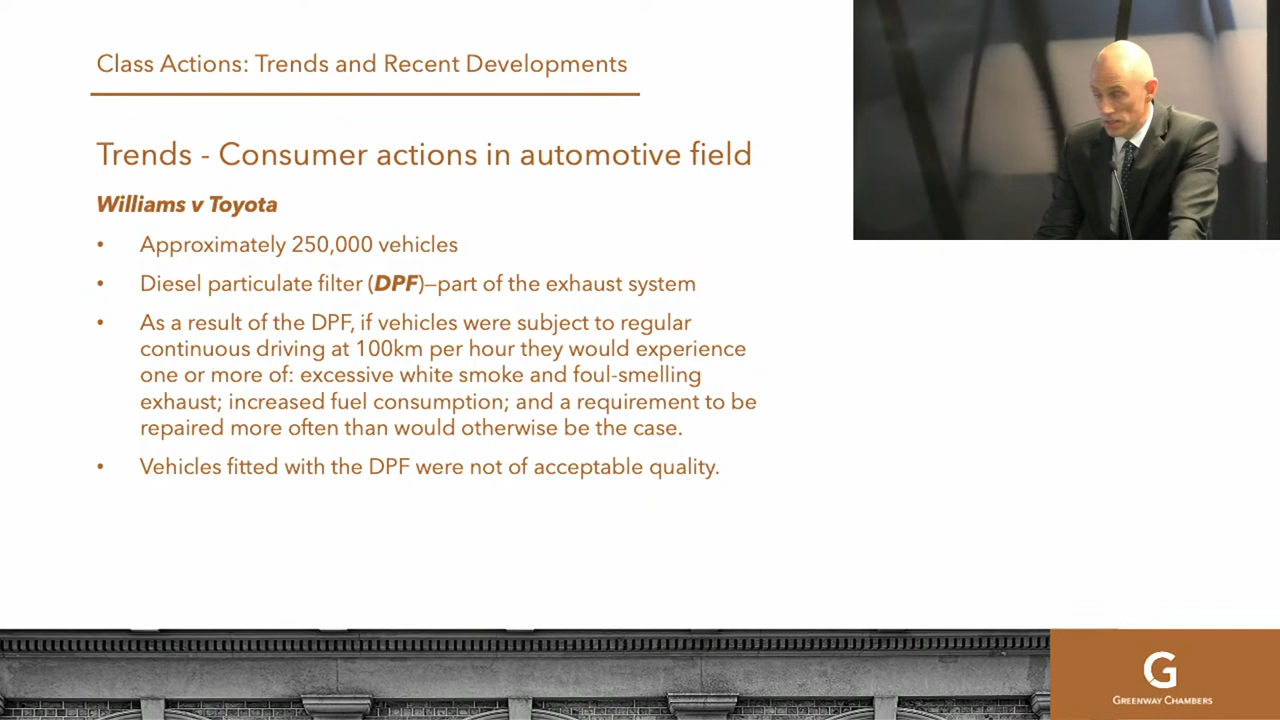 Class Actions: Trends and Recent Developments
Trends - Consumer actions in automotive field
Williams v Toyota
• Approximately 250,000 vehicles
• Diesel particulate filter (DPF)—part of the exhaust system
• As a result of the DPF, if vehicles were subject to regular
continuous driving at 100km per hour they would experience
one or more of: excessive white smoke and foul-smelling
exhaust; increased fuel consumption; and a requirement to be
repaired more often than would otherwise be the case.
• Vehicles fitted with the DPF were not of acceptable quality.
G
GREENWAY CHAMBERS